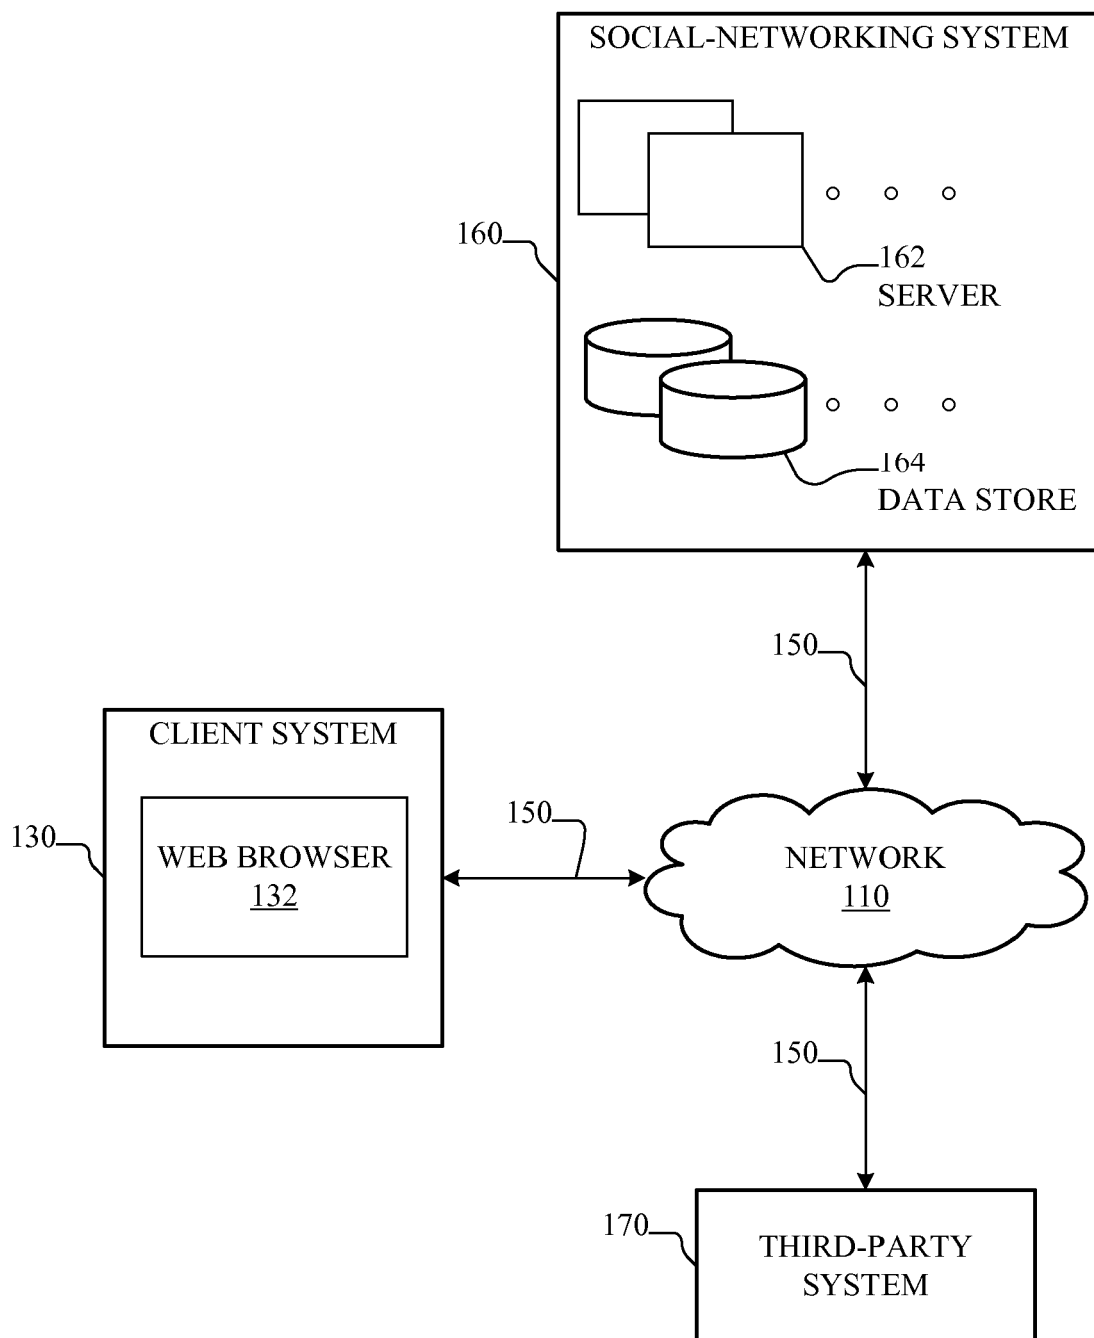 SOCIAL-NETWORKING SYSTEM
160
162
SERVER
164
DATA STORE
150
CLIENT SYSTEM
130
WEB BROWSER
132
150
NETWORK
110
150
170
THIRD-PARTY
SYSTEM